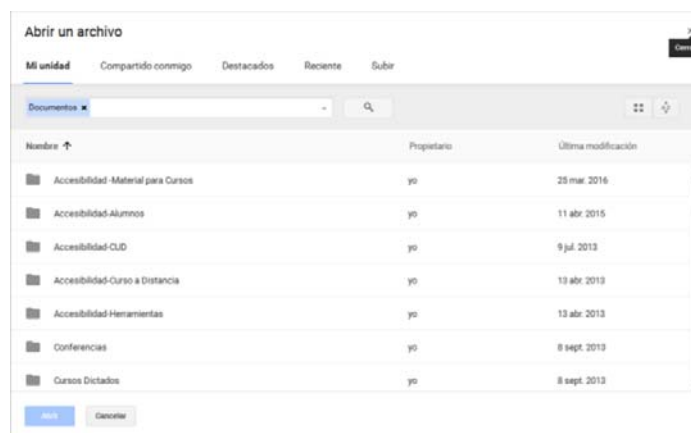 Abrir un archivo
Mi unidad Compartido conmigo Destacados Reciente Subir
Documentos
Nombre Propietario Última modificación
Accesibilidad -Material para Cursos yo 25 mar. 2016
Accesibilidad-Alumnos yo 11 abr. 2015
Accesibilidad-CUD yo 9 jul. 2013
Accesibilidad-Curso a Distancia yo 13 abr. 2013
Accesibilidad-Herramientas yo 13 abr. 2013
Conferencias yo 8 sept. 2013
Cursos Dictados yo 8 sept. 2013
Abrir Cancelar